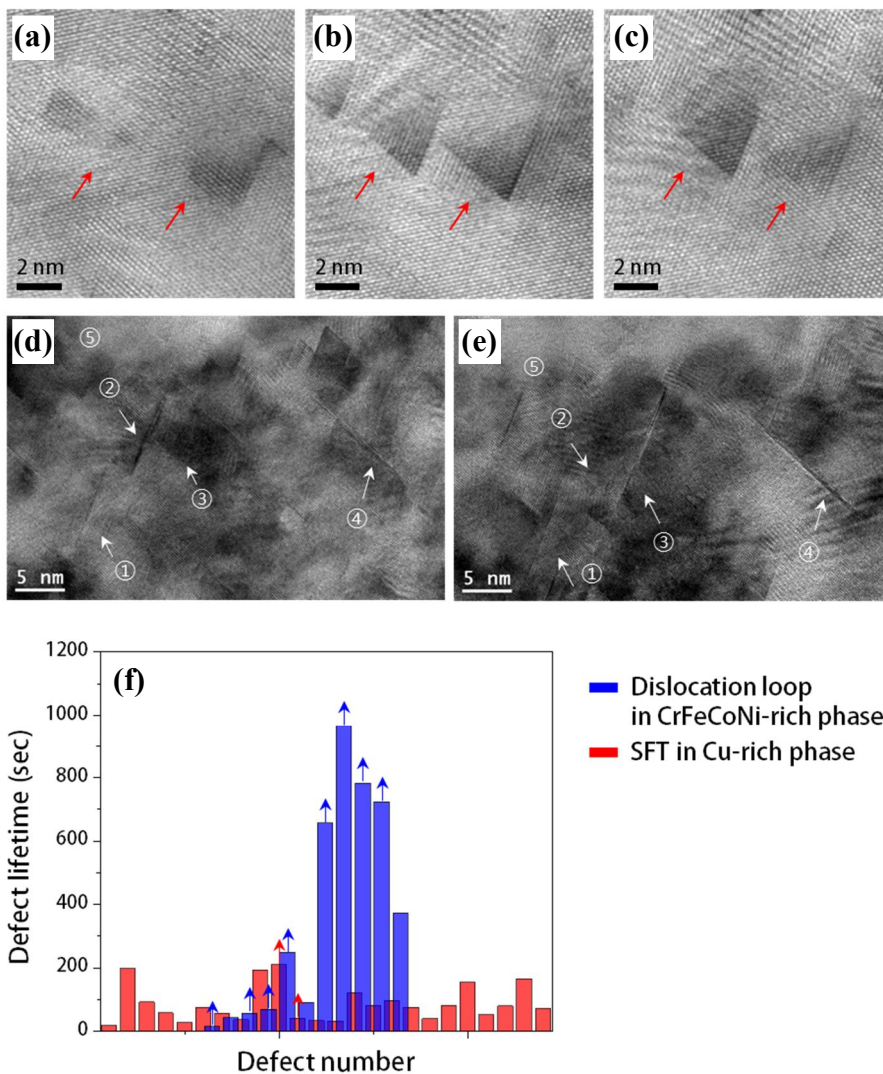 (a)
(b)
(c)
2 nm
2 nm
2 nm
(d)
(e)
⑤
②
③
④
①
5 nm
⑤
②
③
④
①
5 nm
(f)
1200
1000
800
600
400
200
0
Defect lifetime (sec)
Defect number
Dislocation loop
in CrFeCoNi-rich phase
SFT in Cu-rich phase